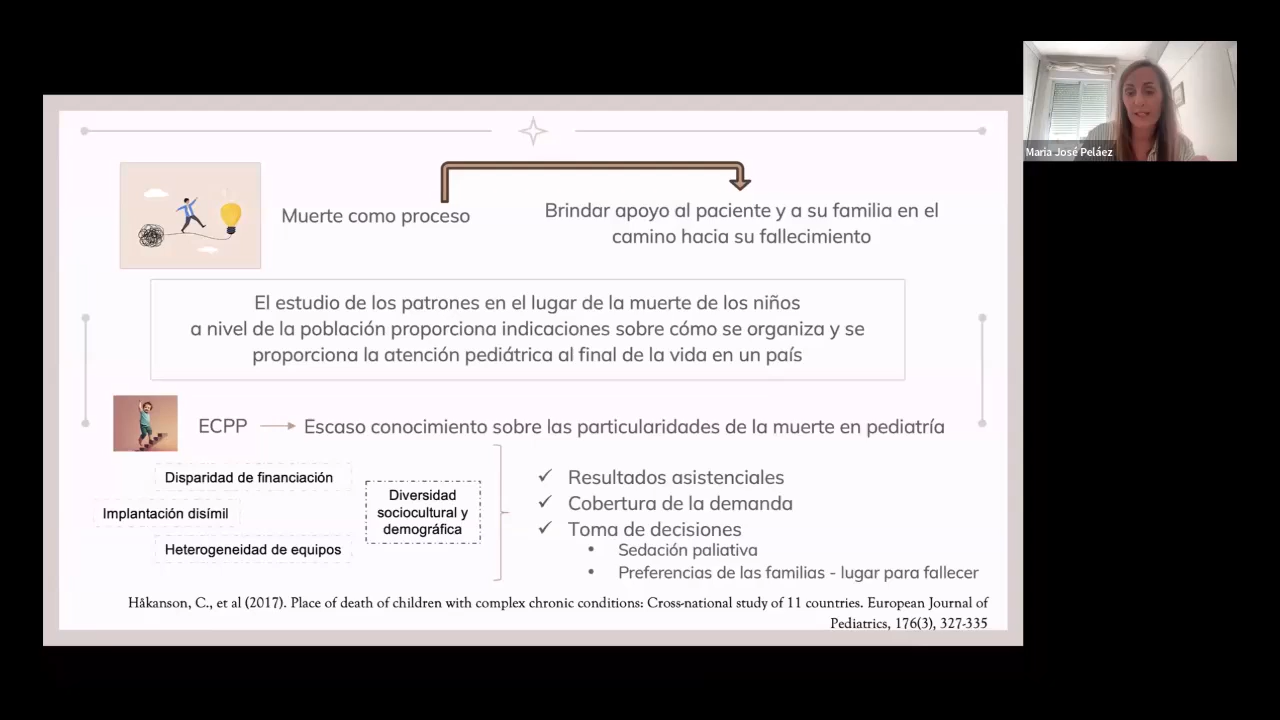 María José Peláez
Muerte como proceso
Brindar apoyo al paciente y a su familia en el
camino hacia su fallecimiento
El estudio de los patrones en el lugar de la muerte de los niños
a nivel de la población proporciona indicaciones sobre cómo se organiza y se
proporciona la atención pediátrica al final de la vida en un país
ECPP
Escaso conocimiento sobre las particularidades de la muerte en pediatría
Disparidad de financiación
Implantación disímil
Heterogeneidad de equipos
Diversidad
sociocultural y
demográfica
✓ Resultados asistenciales
✓ Cobertura de la demanda
✓ Toma de decisiones
• Sedación paliativa
• Preferencias de las familias - lugar para fallecer
Håkanson, C., et al (2017). Place of death of children with complex chronic conditions: Cross-national study of 11 countries. European Journal of
Pediatrics, 176(3), 327-335